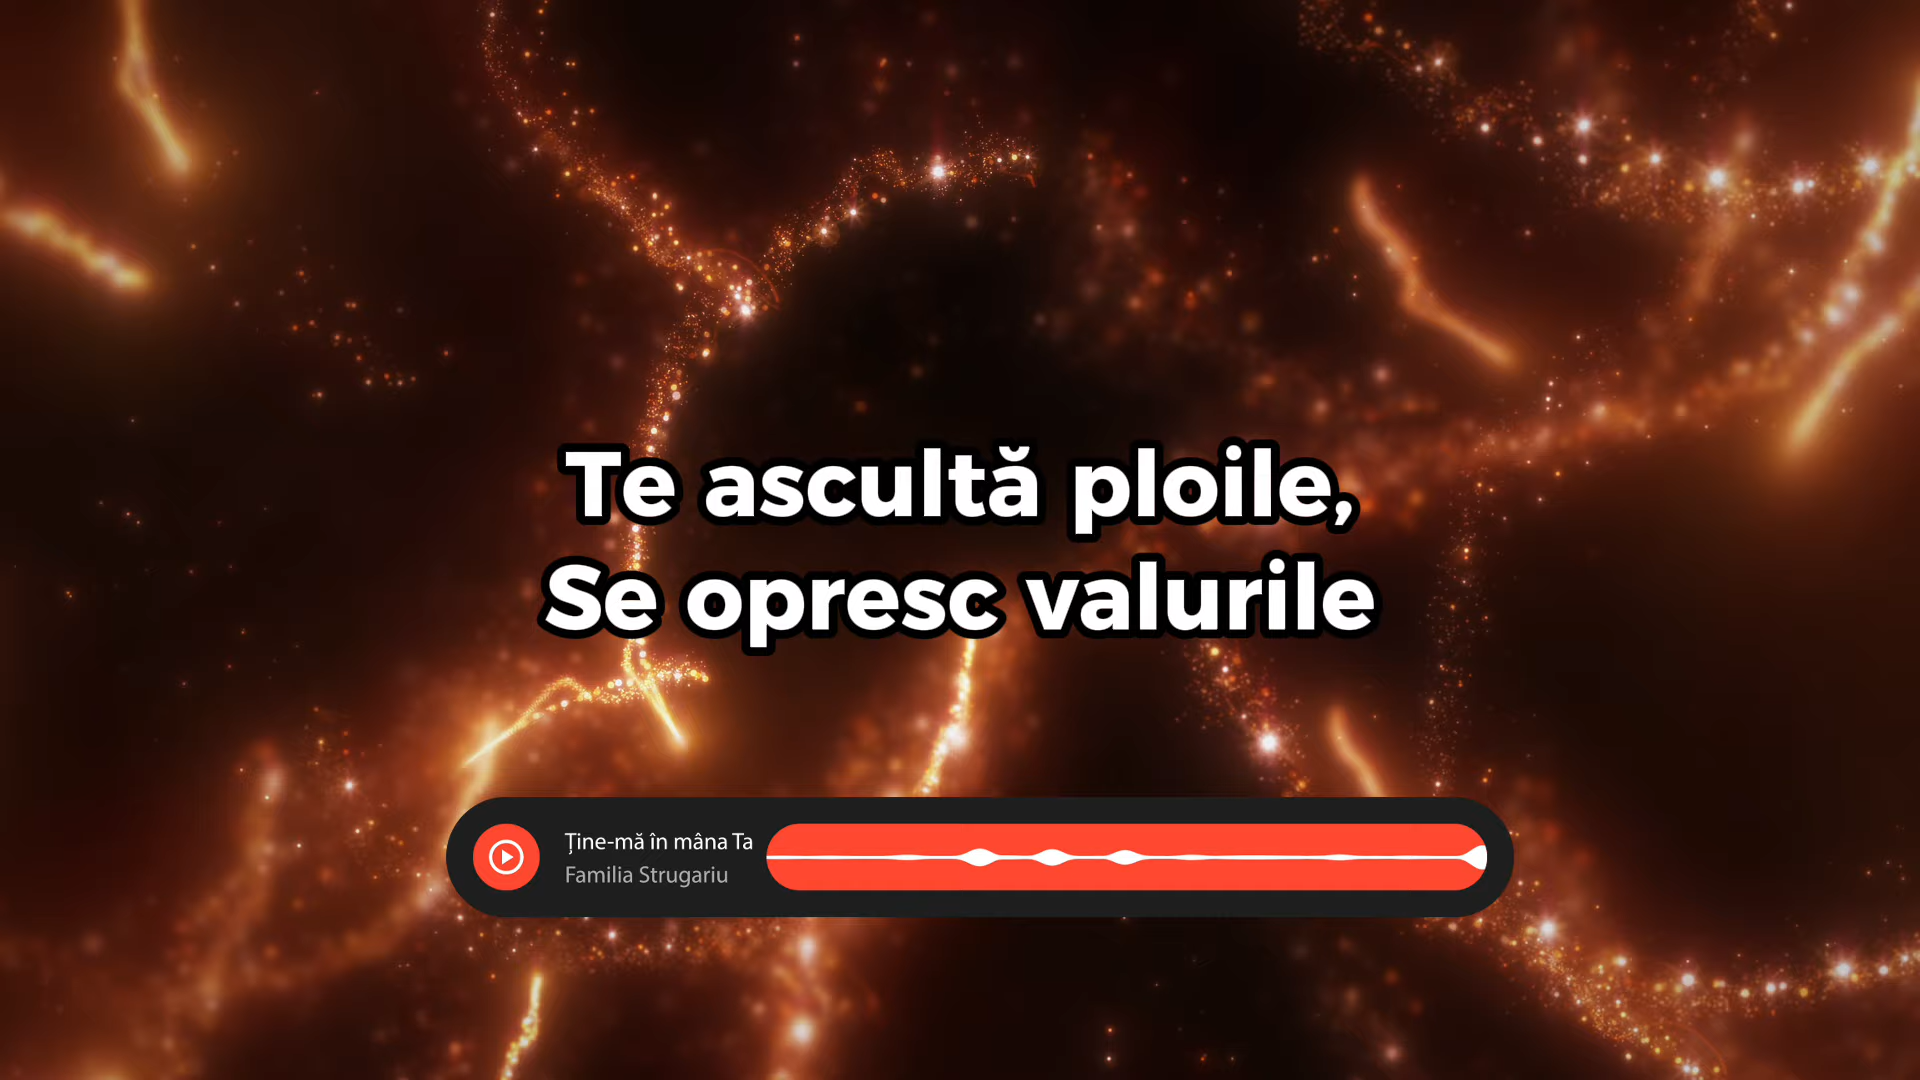 Te ascultă ploile,
Se opresc valurile
Ține-mă în mâna Ta
Familia Strugariu